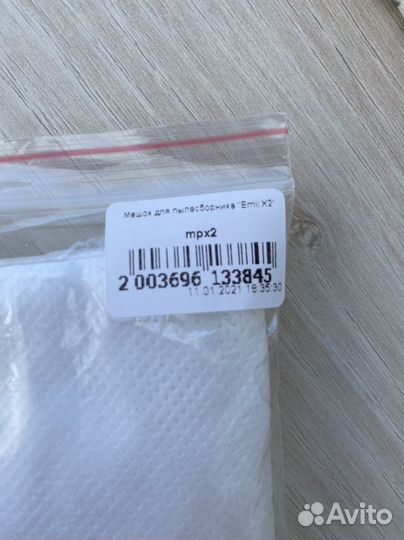 Мешок для пылесборника "Emil X2"
mpx2
2 003696 133845
11.01.2021 18:35:30
Avito